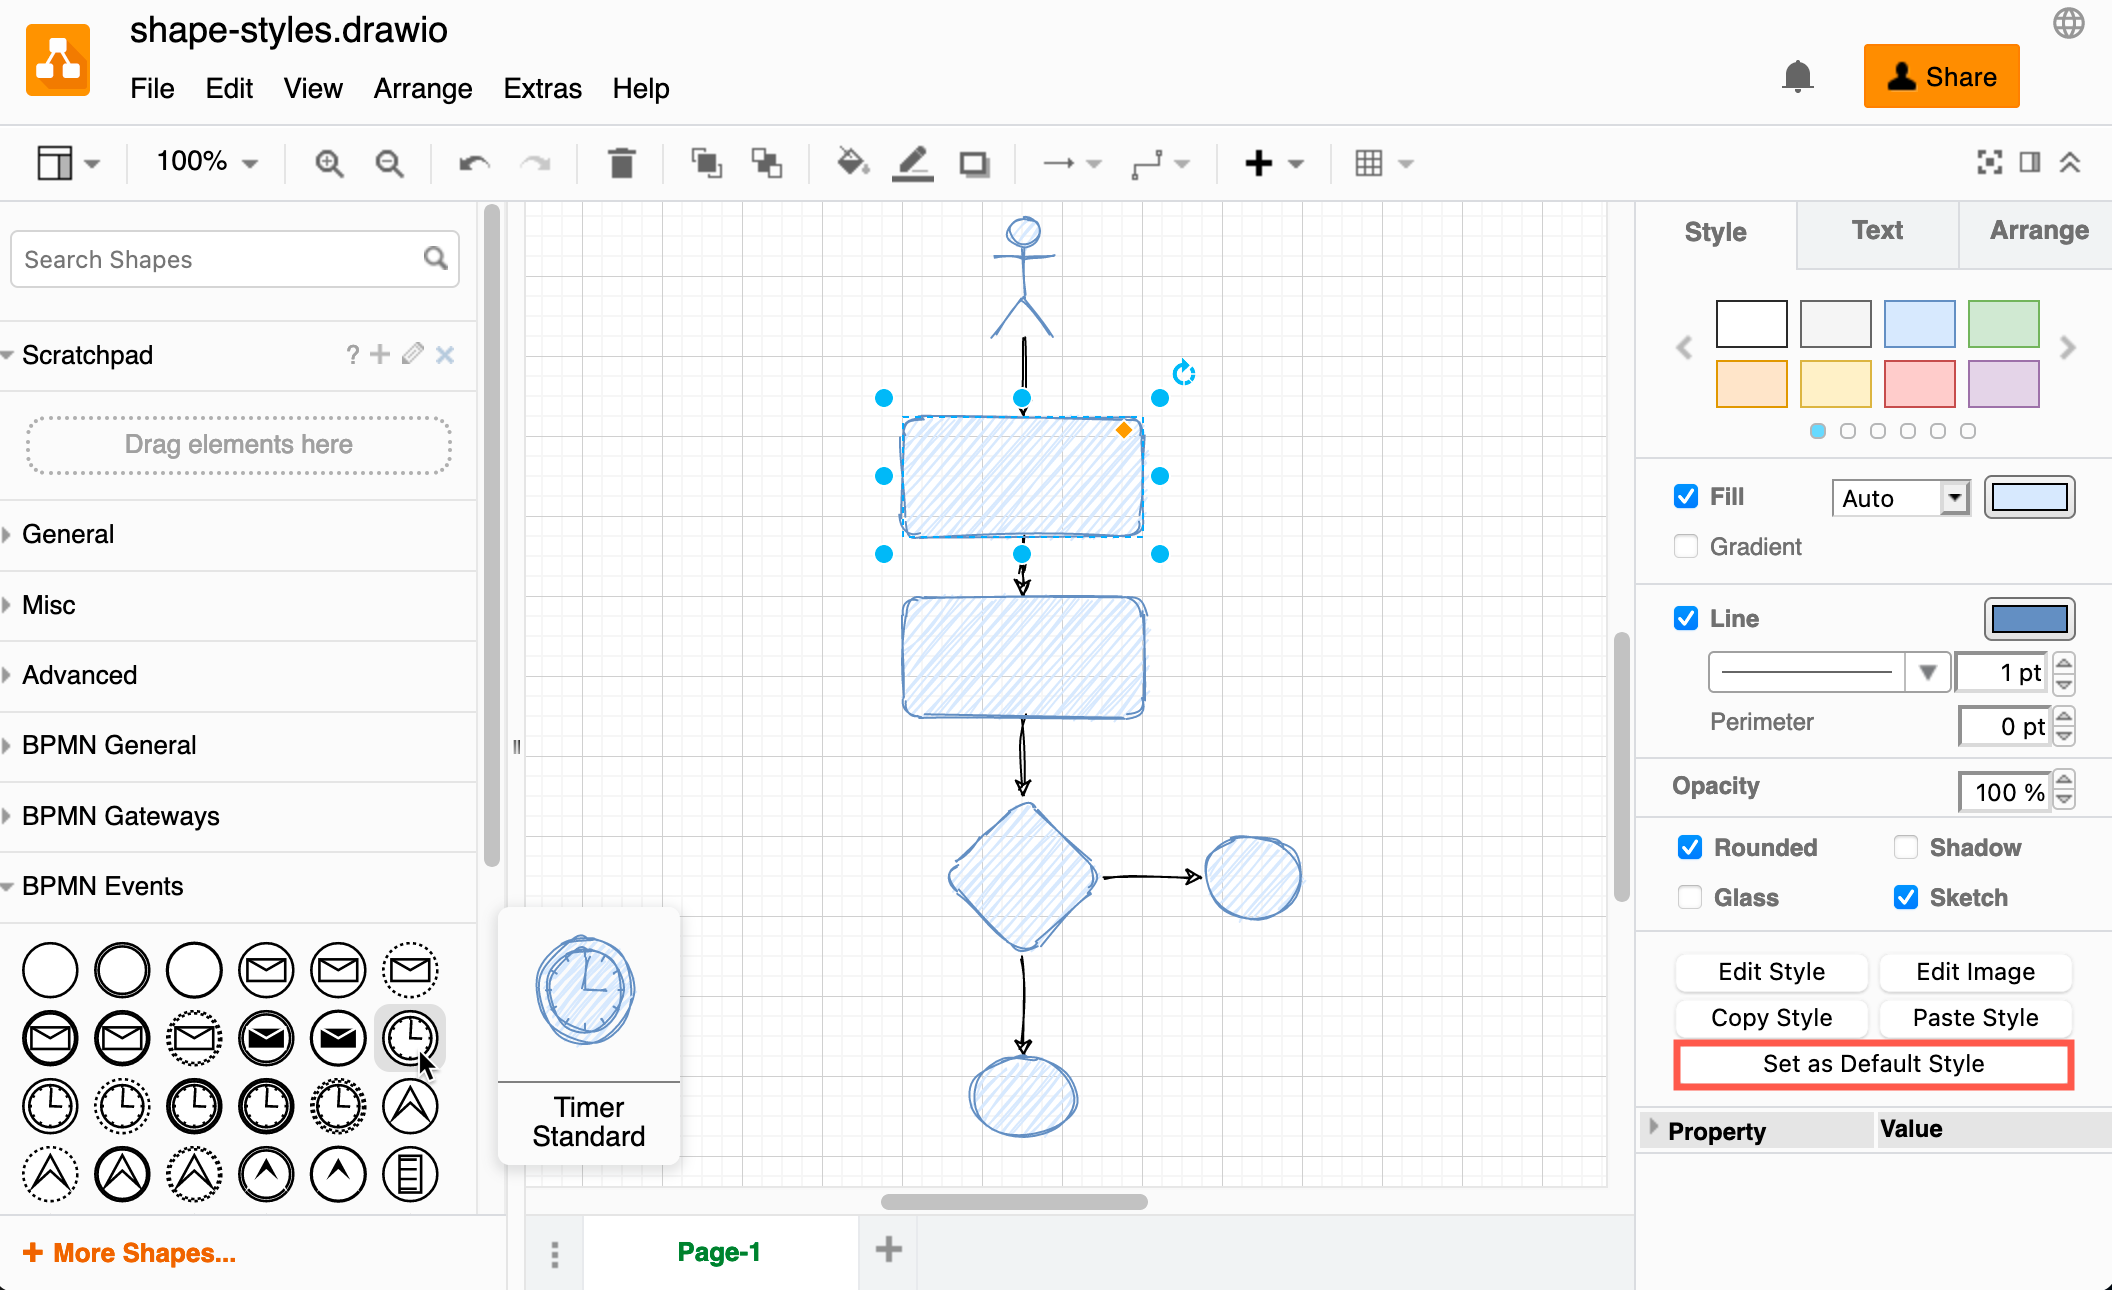 shape-styles.drawio
File Edit View Arrange Extras Help
Share
100%
Search Shapes
Scratchpad
?
Drag elements here
General
Misc
Advanced
BPMN General
BPMN Gateways
BPMN Events
Timer
Standard
+ More Shapes...
Page-1
Style Text Arrange
Fill Auto
Gradient
Line
1 pt
Perimeter 0 pt
Opacity 100 %
Rounded Shadow
Glass Sketch
Edit Style Edit Image
Copy Style Paste Style
Set as Default Style
Property Value